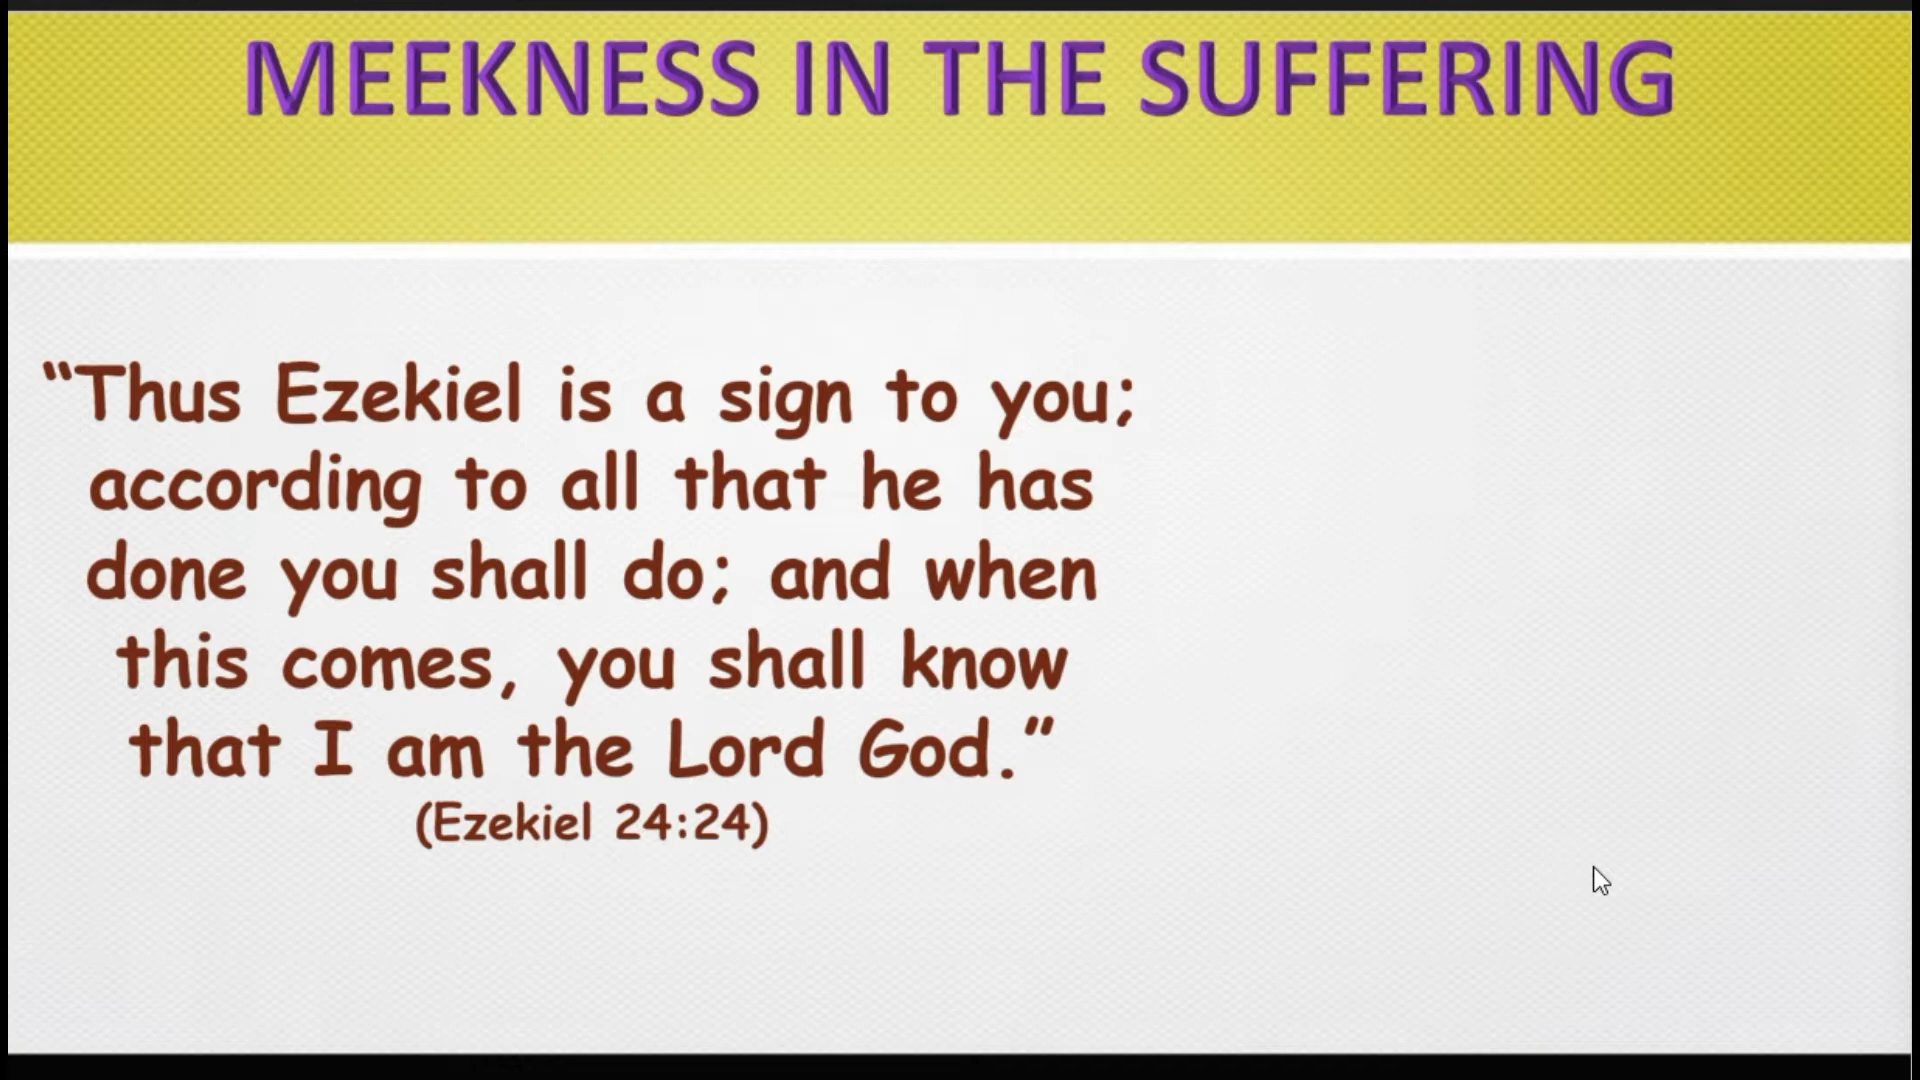 MEEKNESS IN THE SUFFERING
“Thus Ezekiel is a sign to you;
according to all that he has
done you shall do; and when
this comes, you shall know
that I am the Lord God.”
(Ezekiel 24:24)